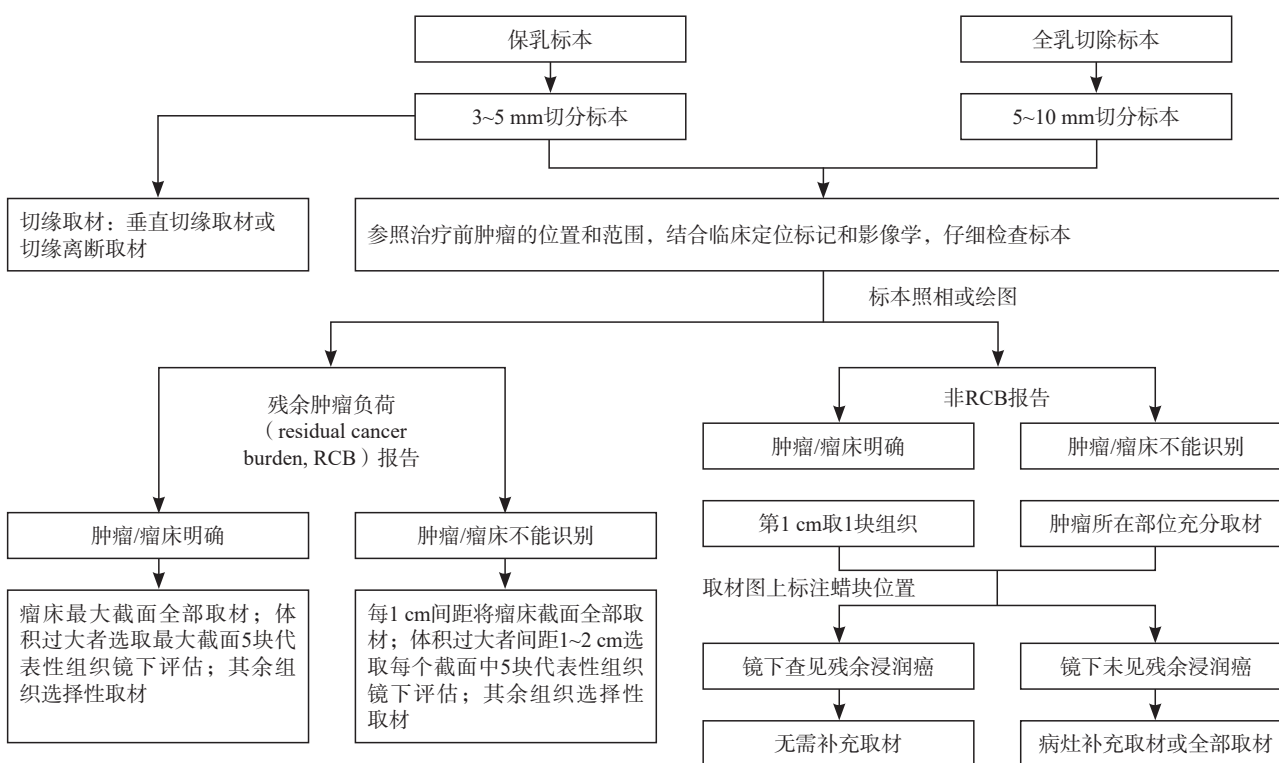 保乳标本
全乳切除标本
3~5 mm切分标本
5~10 mm切分标本
切缘取材：垂直切缘取材或
切缘离断取材
参照治疗前肿瘤的位置和范围，结合临床定位标记和影像学，仔细检查标本
标本照相或绘图
残余肿瘤负荷
（residual cancer
burden, RCB）报告
非RCB报告
肿瘤/瘤床明确
肿瘤/瘤床不能识别
肿瘤/瘤床明确
肿瘤/瘤床不能识别
第1 cm取1块组织
肿瘤所在部位充分取材
瘤床最大截面全部取材；体
积过大者选取最大截面5块代
表性组织镜下评估；其余组
织选择性取材
每1 cm间距将瘤床截面全部取
材；体积过大者间距1~2 cm选
取每个截面中5块代表性组织
镜下评估；其余组织选择性
取材
取材图上标注蜡块位置
镜下查见残余浸润癌
镜下未见残余浸润癌
无需补充取材
病灶补充取材或全部取材